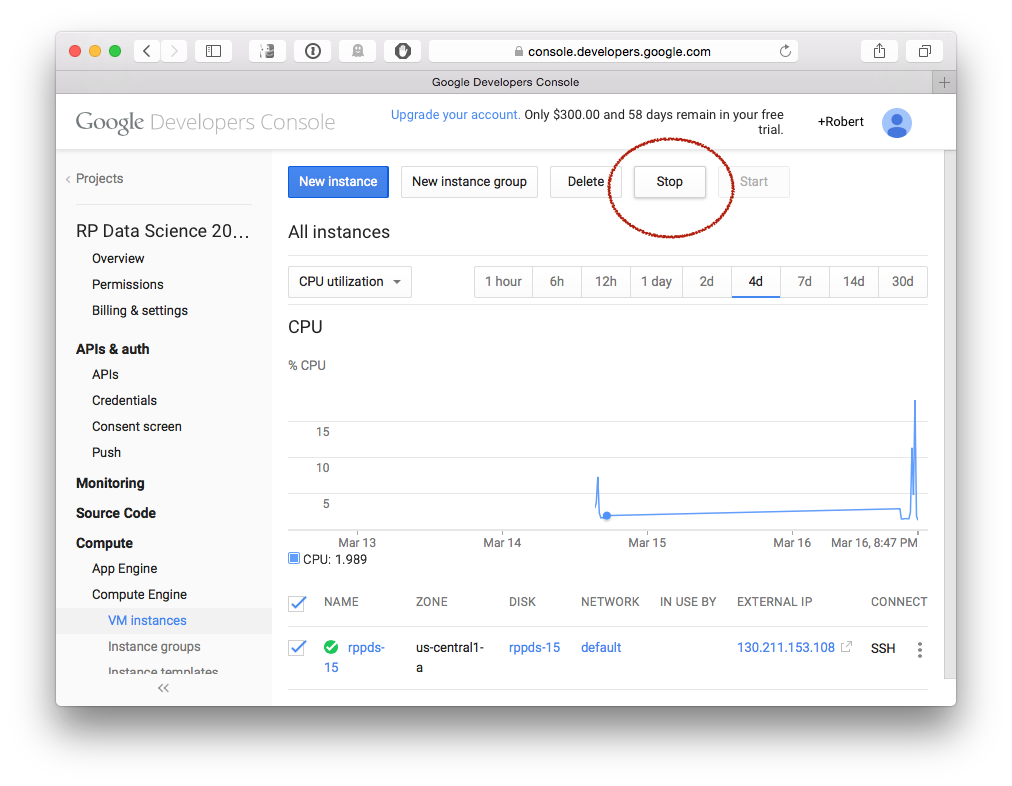 console.developers.google.com
Google Developers Console
Google Developers Console
Upgrade your account. Only $300.00 and 58 days remain in your free
trial.
+Robert
Projects
New instance
New instance group
Delete
Stop
Start
RP Data Science 20...
Overview
Permissions
Billing & settings
APIs & auth
APIs
Credentials
Consent screen
Push
Monitoring
Source Code
Compute
App Engine
Compute Engine
VM instances
Instance groups
Instance templates
All instances
CPU utilization
1 hour 6h 12h 1 day 2d 4d 7d 14d 30d
CPU
% CPU
15
10
5
Mar 13 Mar 14 Mar 15 Mar 16 Mar 16, 8:47 PM
CPU: 1.989
NAME ZONE DISK NETWORK IN USE BY EXTERNAL IP CONNECT
rppds- us-central1- rppds-15 default 130.211.153.108 SSH
15 a